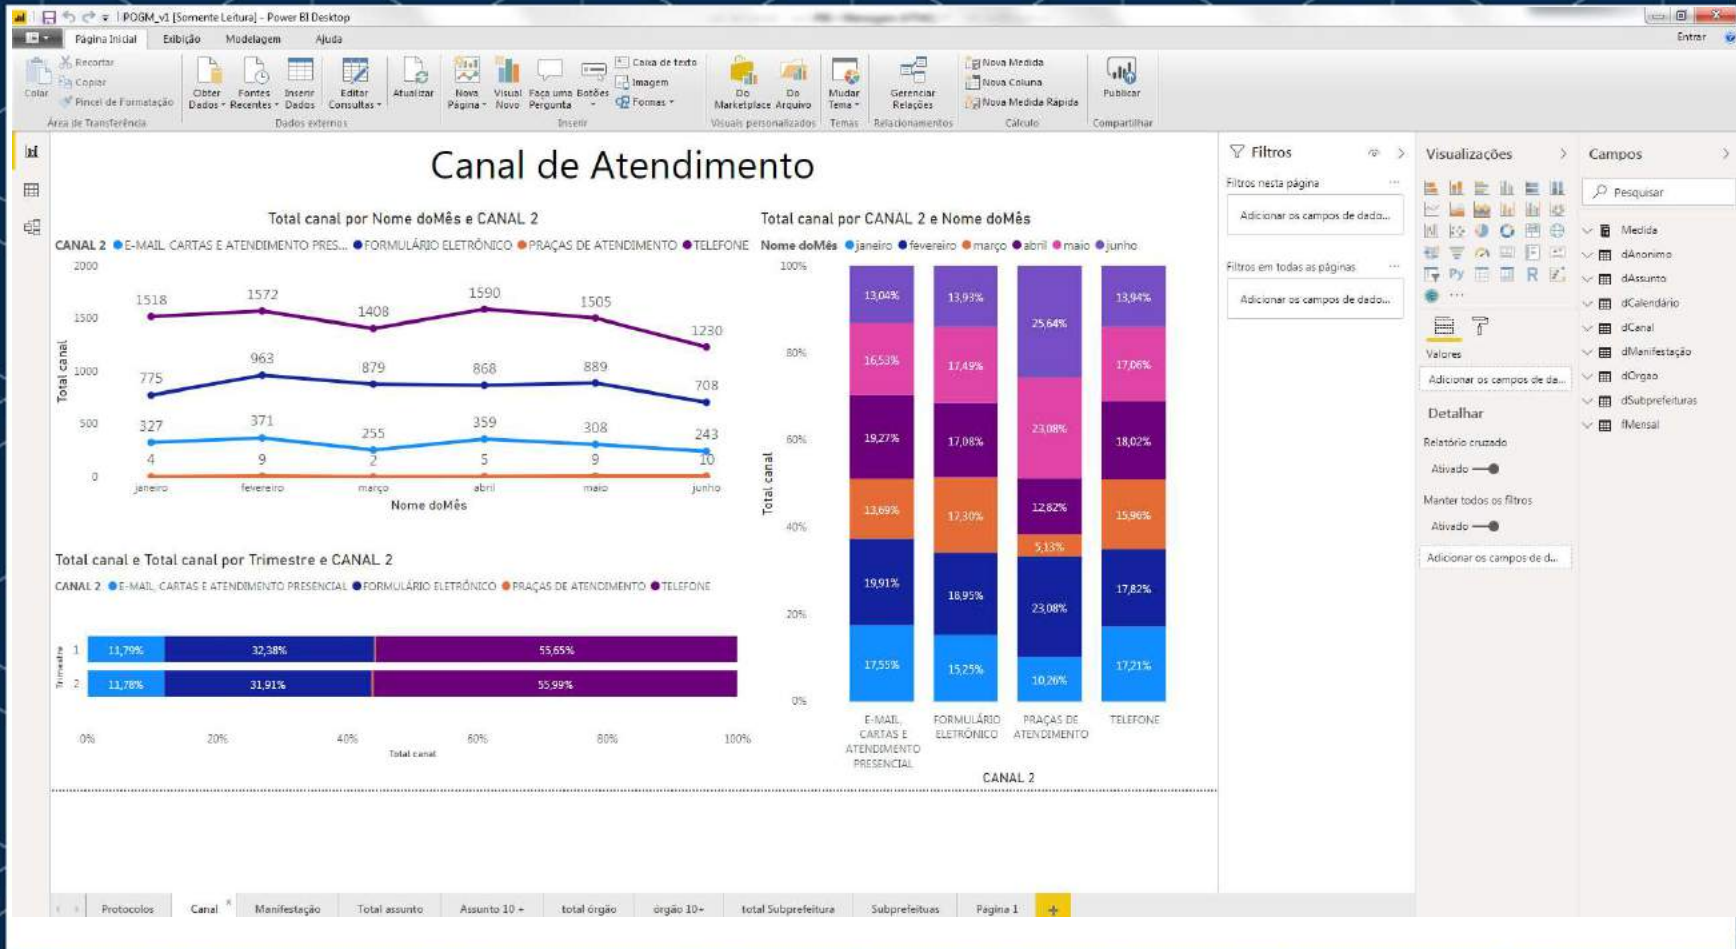 POGM_v1 [Somente Leitura] - Power BI Desktop
Página Inicial Exibição Modelagem Ajuda Entrar
Colar
Recortar
Copiar
Pincel de Formatação
Obter Dados
Fontes Recentes
Inserir Dados
Editar Consultas
Atualizar
Nova Página
Visual Novo
Faça uma Pergunta
Botões
Caixa de texto
Imagem
Formas
Do Marketplace
Do Arquivo
Mudar Tema
Gerenciar Relações
Nova Medida
Nova Coluna
Nova Medida Rápida
Publicar
Área de Transferência Dados externos Inserir Visuais personalizados Temas Relacionamentos Cálculo Compartilhar
Canal de Atendimento
Total canal por Nome doMês e CANAL 2
CANAL 2 E-MAIL, CARTAS E ATENDIMENTO PRES... FORMULÁRIO ELETRÔNICO PRAÇAS DE ATENDIMENTO TELEFONE
Total canal
2000
1500
1000
500
0
1518 1572 1408 1590 1505 1230
775 963 879 868 889 708
327 371 255 359 308 243
4 9 2 5 9 10
janeiro fevereiro março abril maio junho
Nome doMês
Total canal e Total canal por Trimestre e CANAL 2
CANAL 2 E-MAIL, CARTAS E ATENDIMENTO PRESENCIAL FORMULÁRIO ELETRÔNICO PRAÇAS DE ATENDIMENTO TELEFONE
Trimestre
1 11,79% 32,38% 55,65%
2 11,78% 31,91% 55,99%
0% 20% 40% 60% 80% 100%
Total canal
Total canal por CANAL 2 e Nome doMês
Nome doMês janeiro fevereiro março abril maio junho
Total canal
100%
80%
60%
40%
20%
0%
13,04% 13,93% 25,64% 13,94%
16,53% 17,49% 23,08% 17,06%
19,27% 17,08% 12,82% 18,02%
13,69% 17,30% 5,13% 15,96%
19,91% 18,95% 23,08% 17,82%
17,55% 15,25% 10,26% 17,21%
E-MAIL, CARTAS E ATENDIMENTO PRESENCIAL
FORMULÁRIO ELETRÔNICO
PRAÇAS DE ATENDIMENTO
TELEFONE
CANAL 2
Filtros
Filtros nesta página
Adicionar os campos de dado...
Filtros em todas as páginas
Adicionar os campos de dado...
Visualizações
Py R
Valores
Adicionar os campos de da...
Detalhar
Relatório cruzado
Ativado
Manter todos os filtros
Ativado
Adicionar os campos de d...
Campos
Pesquisar
Medida
dAnonimo
dAssunto
dCalendário
dCanal
dManifestação
dOrgao
dSubprefeituras
fMensal
Protocolos Canal Manifestação Total assunto Assunto 10 + total órgão órgão 10+ total Subprefeitura Subprefeituas Página 1 +